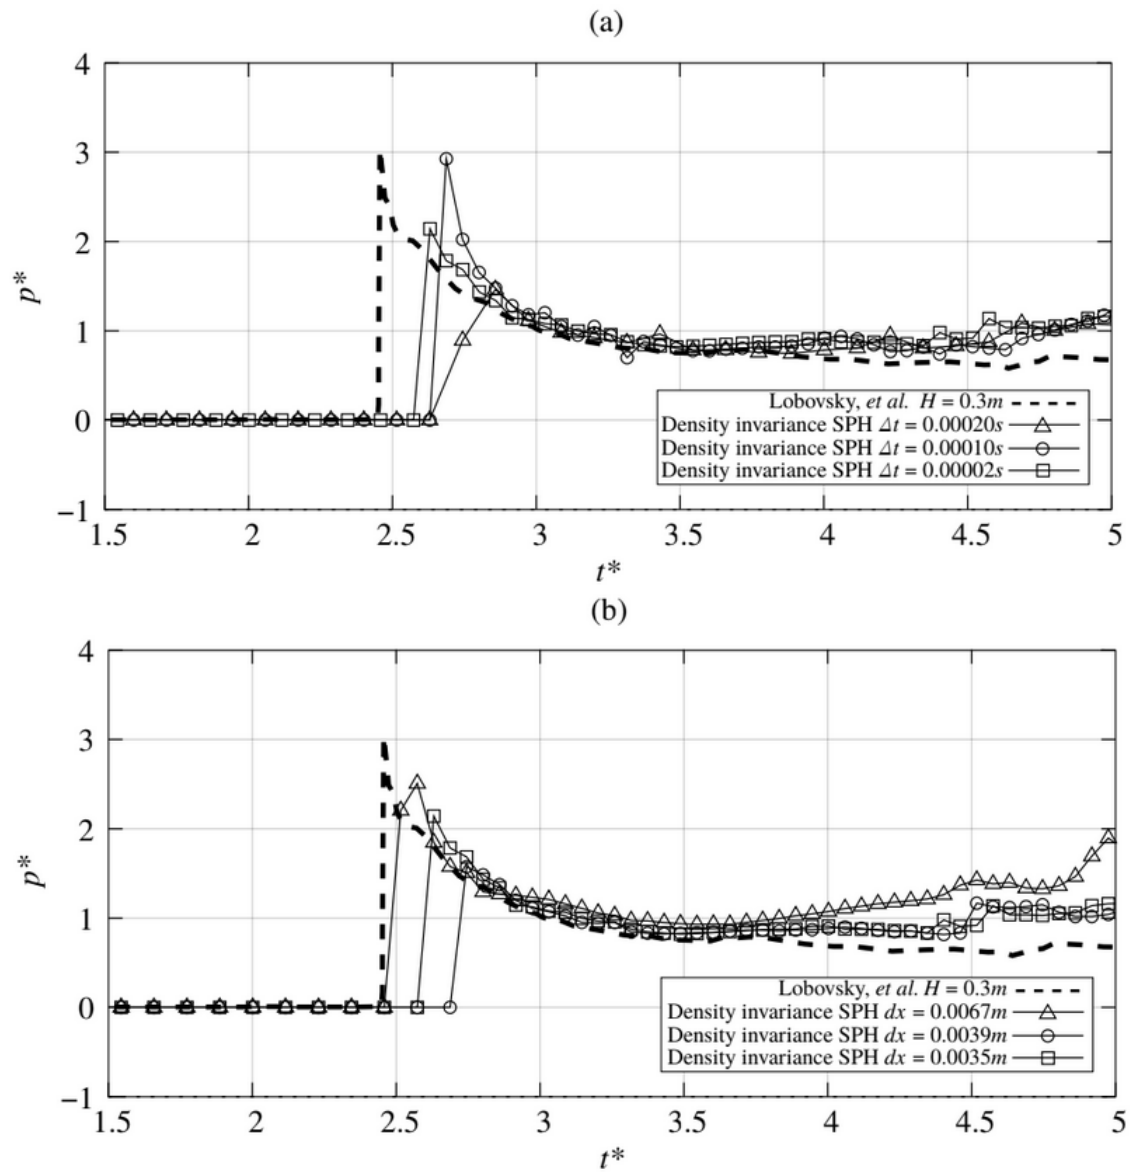 (a)
4
3
2
1
0
−1
p*
1.5 2 2.5 3 3.5 4 4.5 5
t*
Lobovsky, et al. H = 0.3m
Density invariance SPH Δt = 0.00020s
Density invariance SPH Δt = 0.00010s
Density invariance SPH Δt = 0.00002s
(b)
4
3
2
1
0
−1
p*
1.5 2 2.5 3 3.5 4 4.5 5
t*
Lobovsky, et al. H = 0.3m
Density invariance SPH dx = 0.0067m
Density invariance SPH dx = 0.0039m
Density invariance SPH dx = 0.0035m